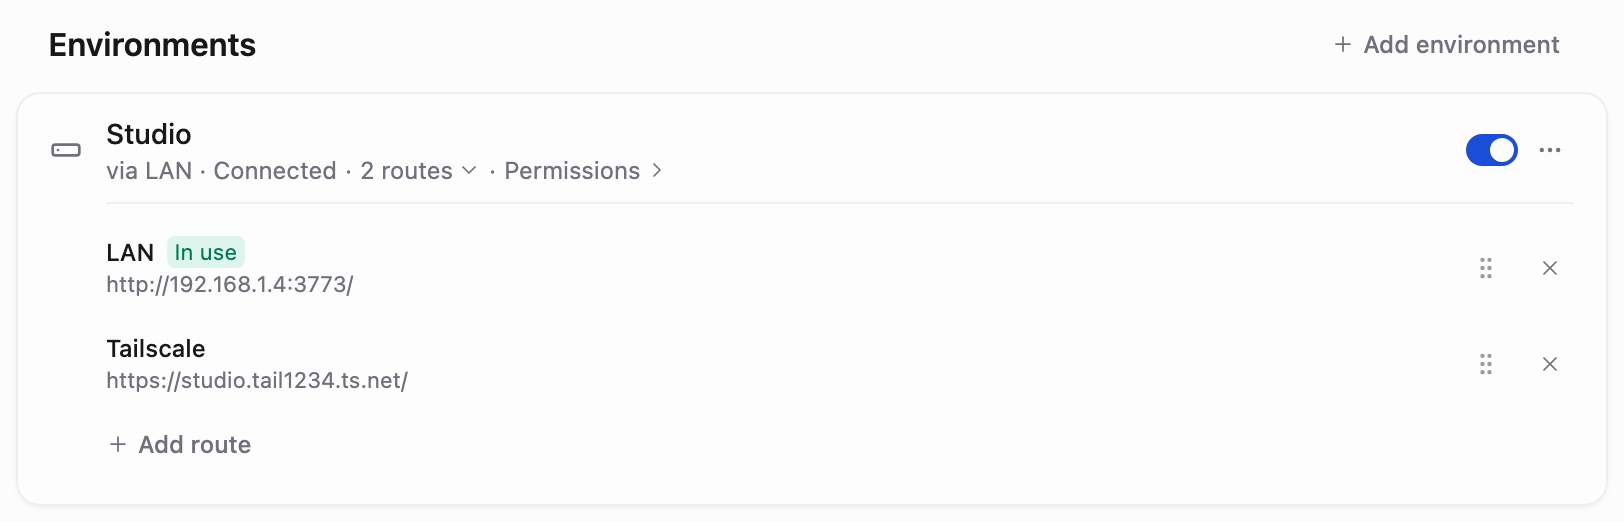 Environments
+ Add environment
Studio
via LAN · Connected · 2 routes · Permissions
LAN In use
http://192.168.1.4:3773/
Tailscale
https://studio.tail1234.ts.net/
+ Add route